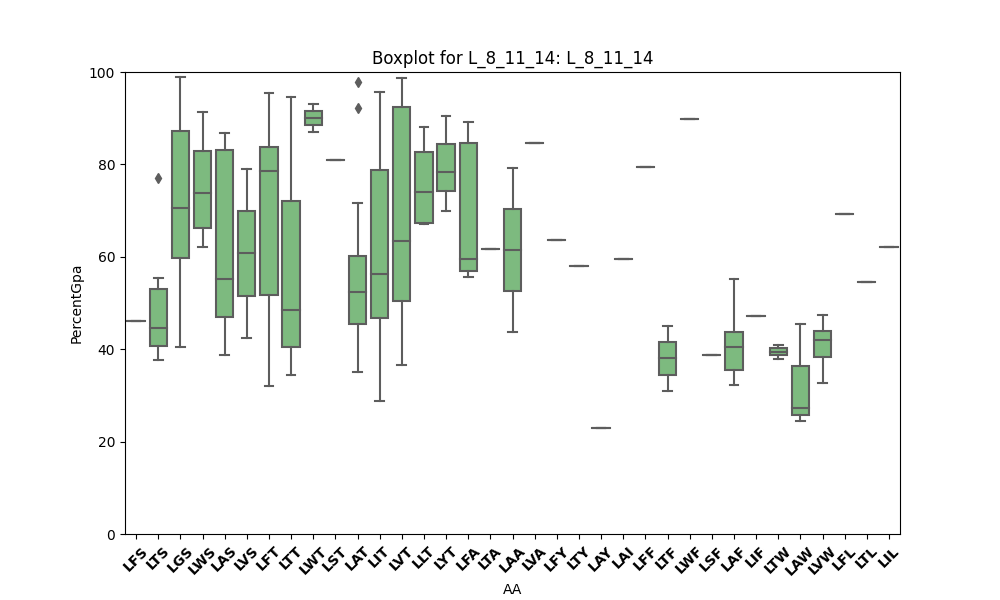 Boxplot for L_8_11_14: L_8_11_14
PercentGpa
100
80
60
40
20
0
LFS LTS LGS LWS LAS LVS LFT LTT LWT LST LAT LIT LVT LLT LYT LFA LTA LAA LVA LFY LTY LAY LAI LFF LTF LWF LSF LAF LIF LTW LAW LVW LFL LTL LIL
AA